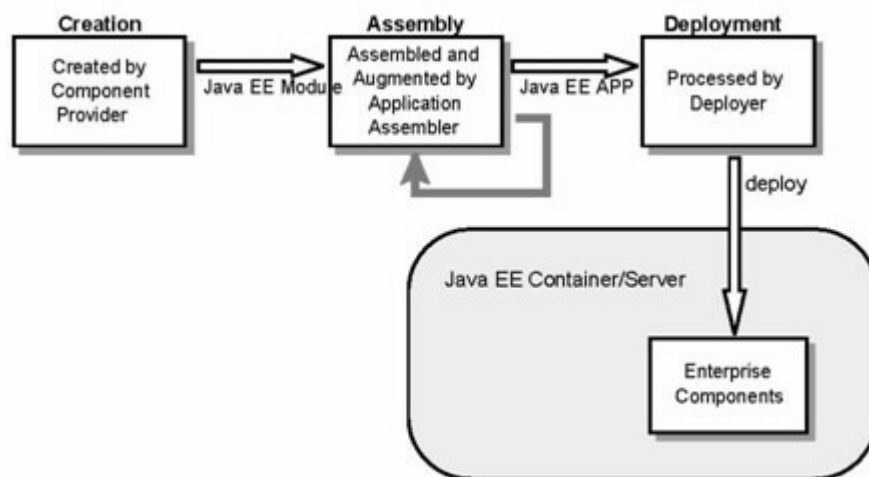 Creation
Created by
Component
Provider
Java EE Module
Assembly
Assembled and
Augmented by
Application
Assembler
Java EE APP
Deployment
Processed by
Deployer
deploy
Java EE Container/Server
Enterprise
Components